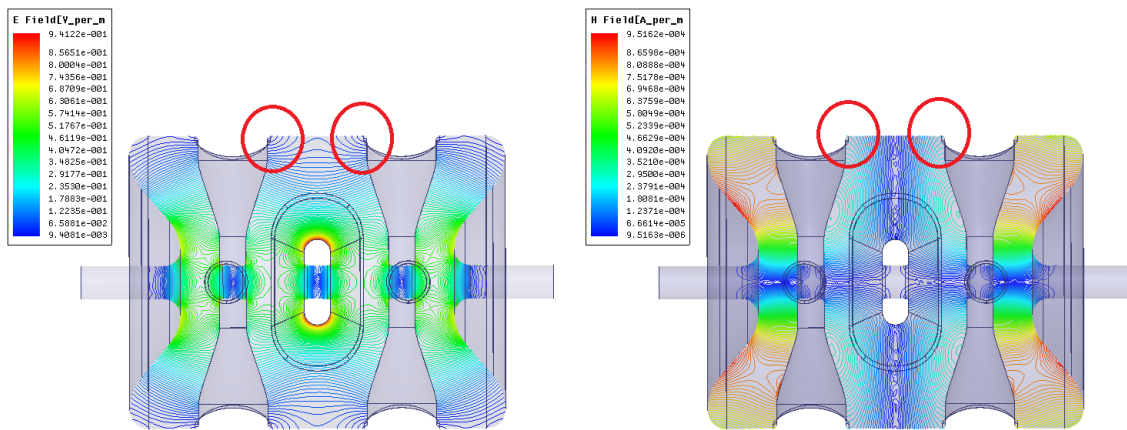 E Field[V_per_m
9.4122e-001
8.5651e-001
8.0004e-001
7.4356e-001
6.8709e-001
6.3061e-001
5.7414e-001
5.1767e-001
4.6119e-001
4.0472e-001
3.4825e-001
2.9177e-001
2.3530e-001
1.7883e-001
1.2235e-001
6.5881e-002
9.4081e-003
H Field[A_per_m
9.5162e-004
8.6598e-004
8.0888e-004
7.5178e-004
6.9468e-004
6.3759e-004
5.8049e-004
5.2339e-004
4.6629e-004
4.0920e-004
3.5210e-004
2.9500e-004
2.3791e-004
1.8081e-004
1.2371e-004
6.6614e-005
9.5163e-006